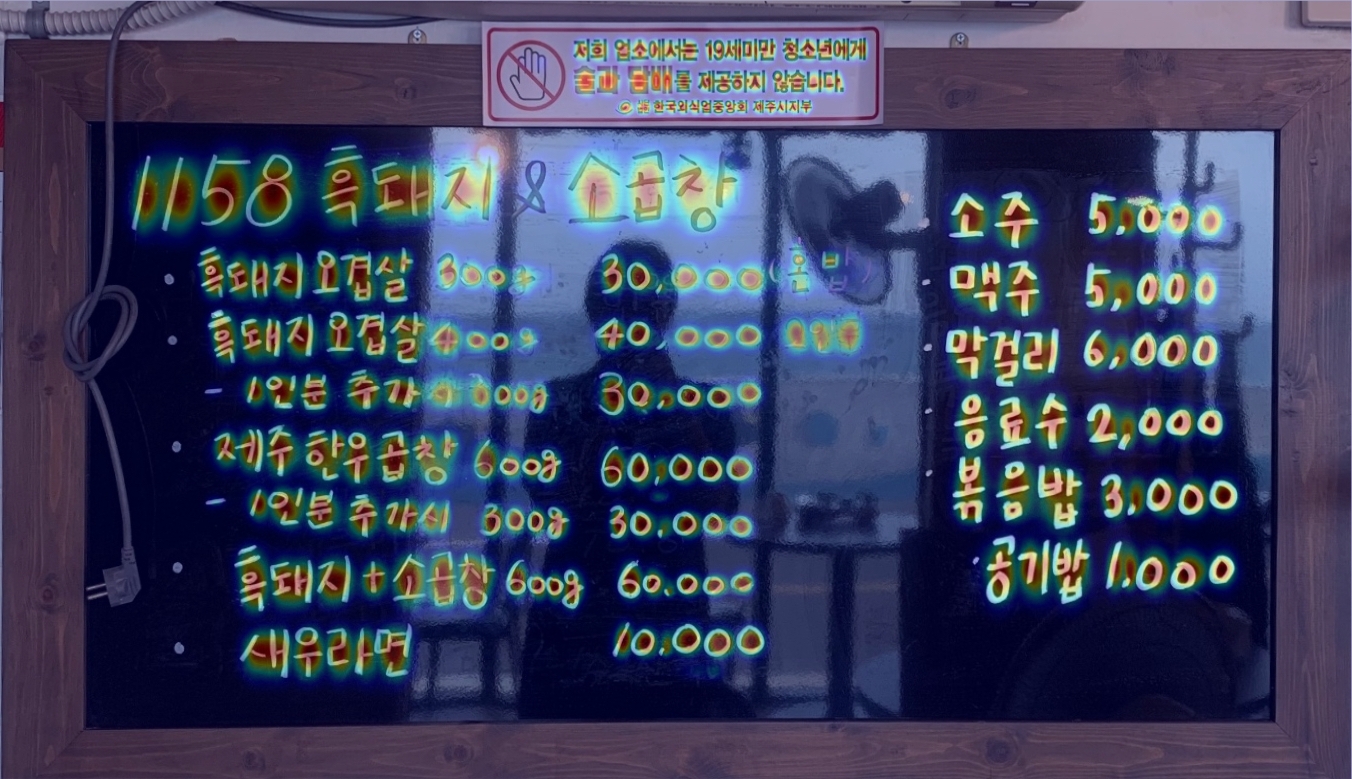 저희 업소에서는 19세미만 청소년에게
술과 담배를 제공하지 않습니다.
한국외식업중앙회 제주시지부
1158 흑돼지 & 소곱창
흑돼지 오겹살 300g 30,000 (혼밥)
흑돼지 오겹살 400g 40,000
- 1인분 추가시 300g 30,000
제주 한우 곱창 600g 60,000
- 1인분 추가시 300g 30.000
흑돼지 + 소곱창 600g 60.000
새우라면 10.000
소주 5,000
맥주 5,000
막걸리 6,000
음료수 2,000
볶음밥 3,000
공기밥 1,000